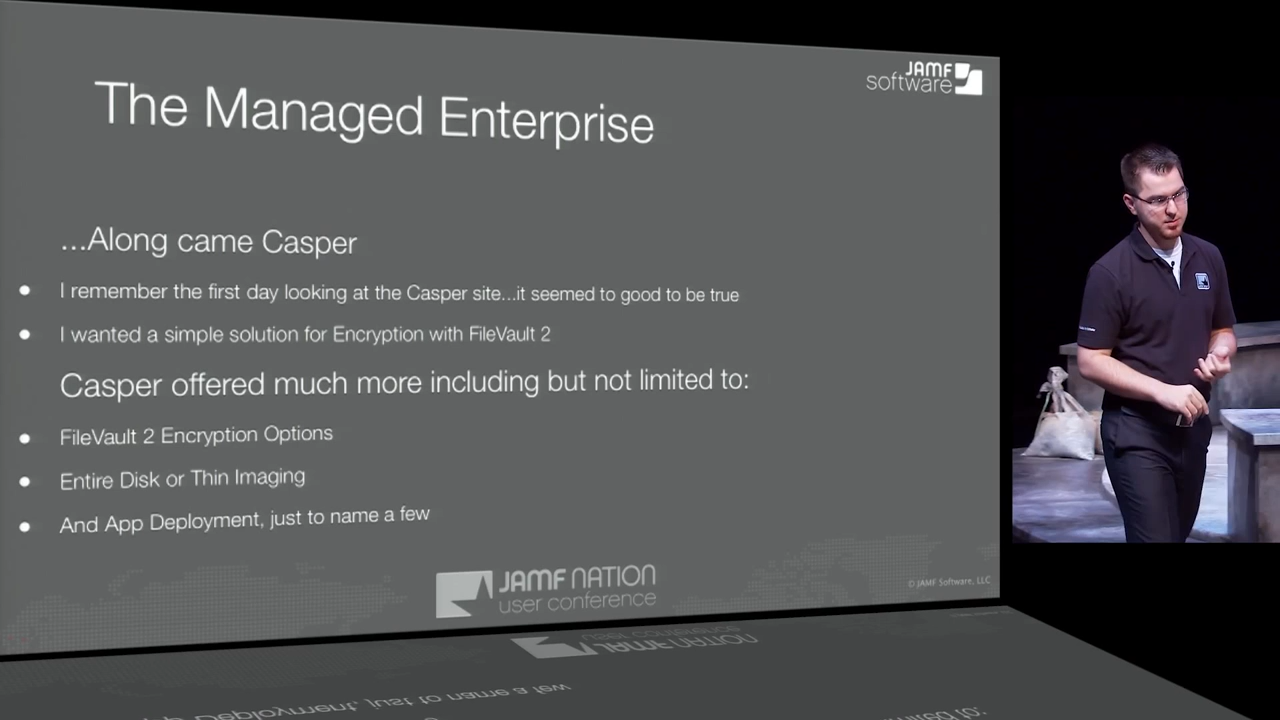 JAMF
software
The Managed Enterprise
...Along came Casper
I remember the first day looking at the Casper site...it seemed to good to be true
I wanted a simple solution for Encryption with FileVault 2
Casper offered much more including but not limited to:
FileVault 2 Encryption Options
Entire Disk or Thin Imaging
And App Deployment, just to name a few
JAMF NATION
user conference
© JAMF Software, LLC